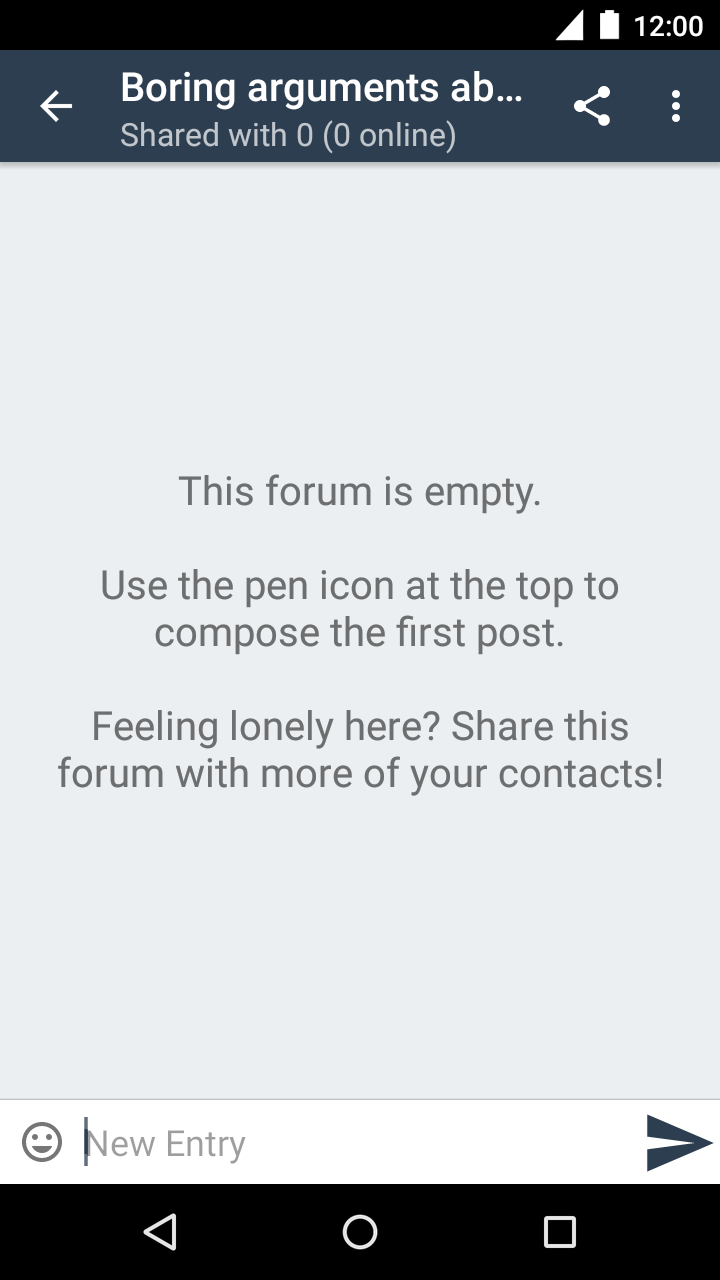 12:00
Boring arguments ab...
Shared with 0 (0 online)
This forum is empty.
Use the pen icon at the top to
compose the first post.
Feeling lonely here? Share this
forum with more of your contacts!
New Entry